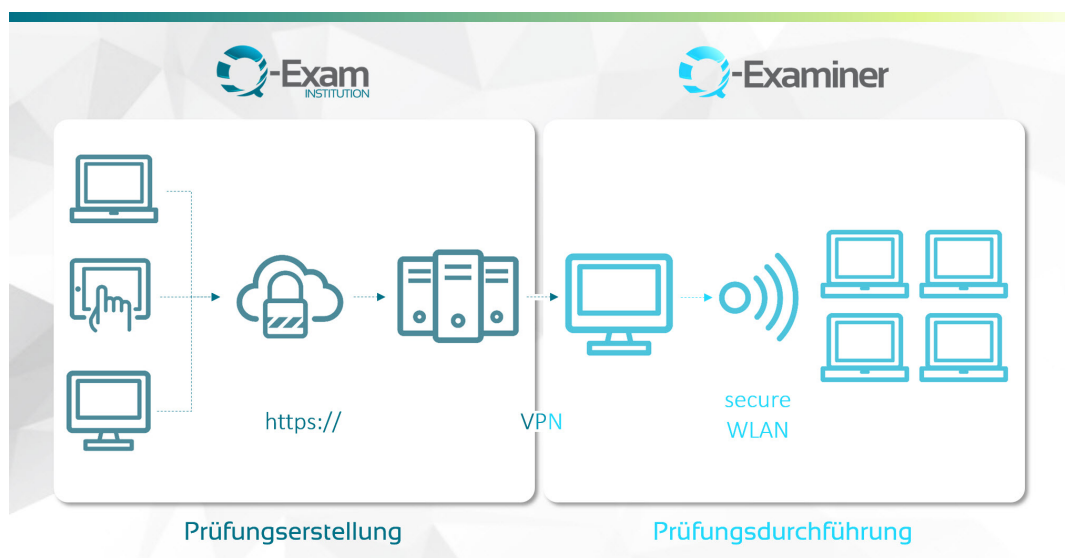 Q-Exam
INSTITUTION
Q-Examiner
https://
VPN
secure
WLAN
Prüfungserstellung
Prüfungsdurchführung